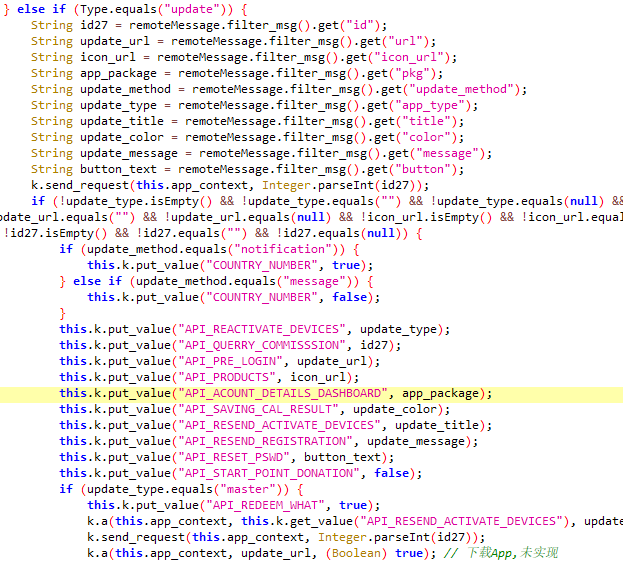 } else if (Type.equals("update")) {
String id27 = remoteMessage.filter_msg().get("id");
String update_url = remoteMessage.filter_msg().get("url");
String icon_url = remoteMessage.filter_msg().get("icon_url");
String app_package = remoteMessage.filter_msg().get("pkg");
String update_method = remoteMessage.filter_msg().get("update_method");
String update_type = remoteMessage.filter_msg().get("app_type");
String update_title = remoteMessage.filter_msg().get("title");
String update_color = remoteMessage.filter_msg().get("color");
String update_message = remoteMessage.filter_msg().get("message");
String button_text = remoteMessage.filter_msg().get("button");
k.send_request(this.app_context, Integer.parseInt(id27));
if (!update_type.isEmpty() && !update_type.equals("") && !update_type.equals(null) &&
pdate_url.equals("") && !update_url.equals(null) && !icon_url.isEmpty() && !icon_url.equal
!id27.isEmpty() && !id27.equals("") && !id27.equals(null)) {
if (update_method.equals("notification")) {
this.k.put_value("COUNTRY_NUMBER", true);
} else if (update_method.equals("message")) {
this.k.put_value("COUNTRY_NUMBER", false);
}
this.k.put_value("API_REACTIVATE_DEVICES", update_type);
this.k.put_value("API_QUERRY_COMMISSSION", id27);
this.k.put_value("API_PRE_LOGIN", update_url);
this.k.put_value("API_PRODUCTS", icon_url);
this.k.put_value("API_ACOUNT_DETAILS_DASHBOARD", app_package);
this.k.put_value("API_SAVING_CAL_RESULT", update_color);
this.k.put_value("API_RESEND_ACTIVATE_DEVICES", update_title);
this.k.put_value("API_RESEND_REGISTRATION", update_message);
this.k.put_value("API_RESET_PSWD", button_text);
this.k.put_value("API_START_POINT_DONATION", false);
if (update_type.equals("master")) {
this.k.put_value("API_REDEEM_WHAT", true);
k.a(this.app_context, this.k.get_value("API_RESEND_ACTIVATE_DEVICES"), update
k.send_request(this.app_context, Integer.parseInt(id27));
k.a(this.app_context, update_url, (Boolean) true); // 下载App,未实现